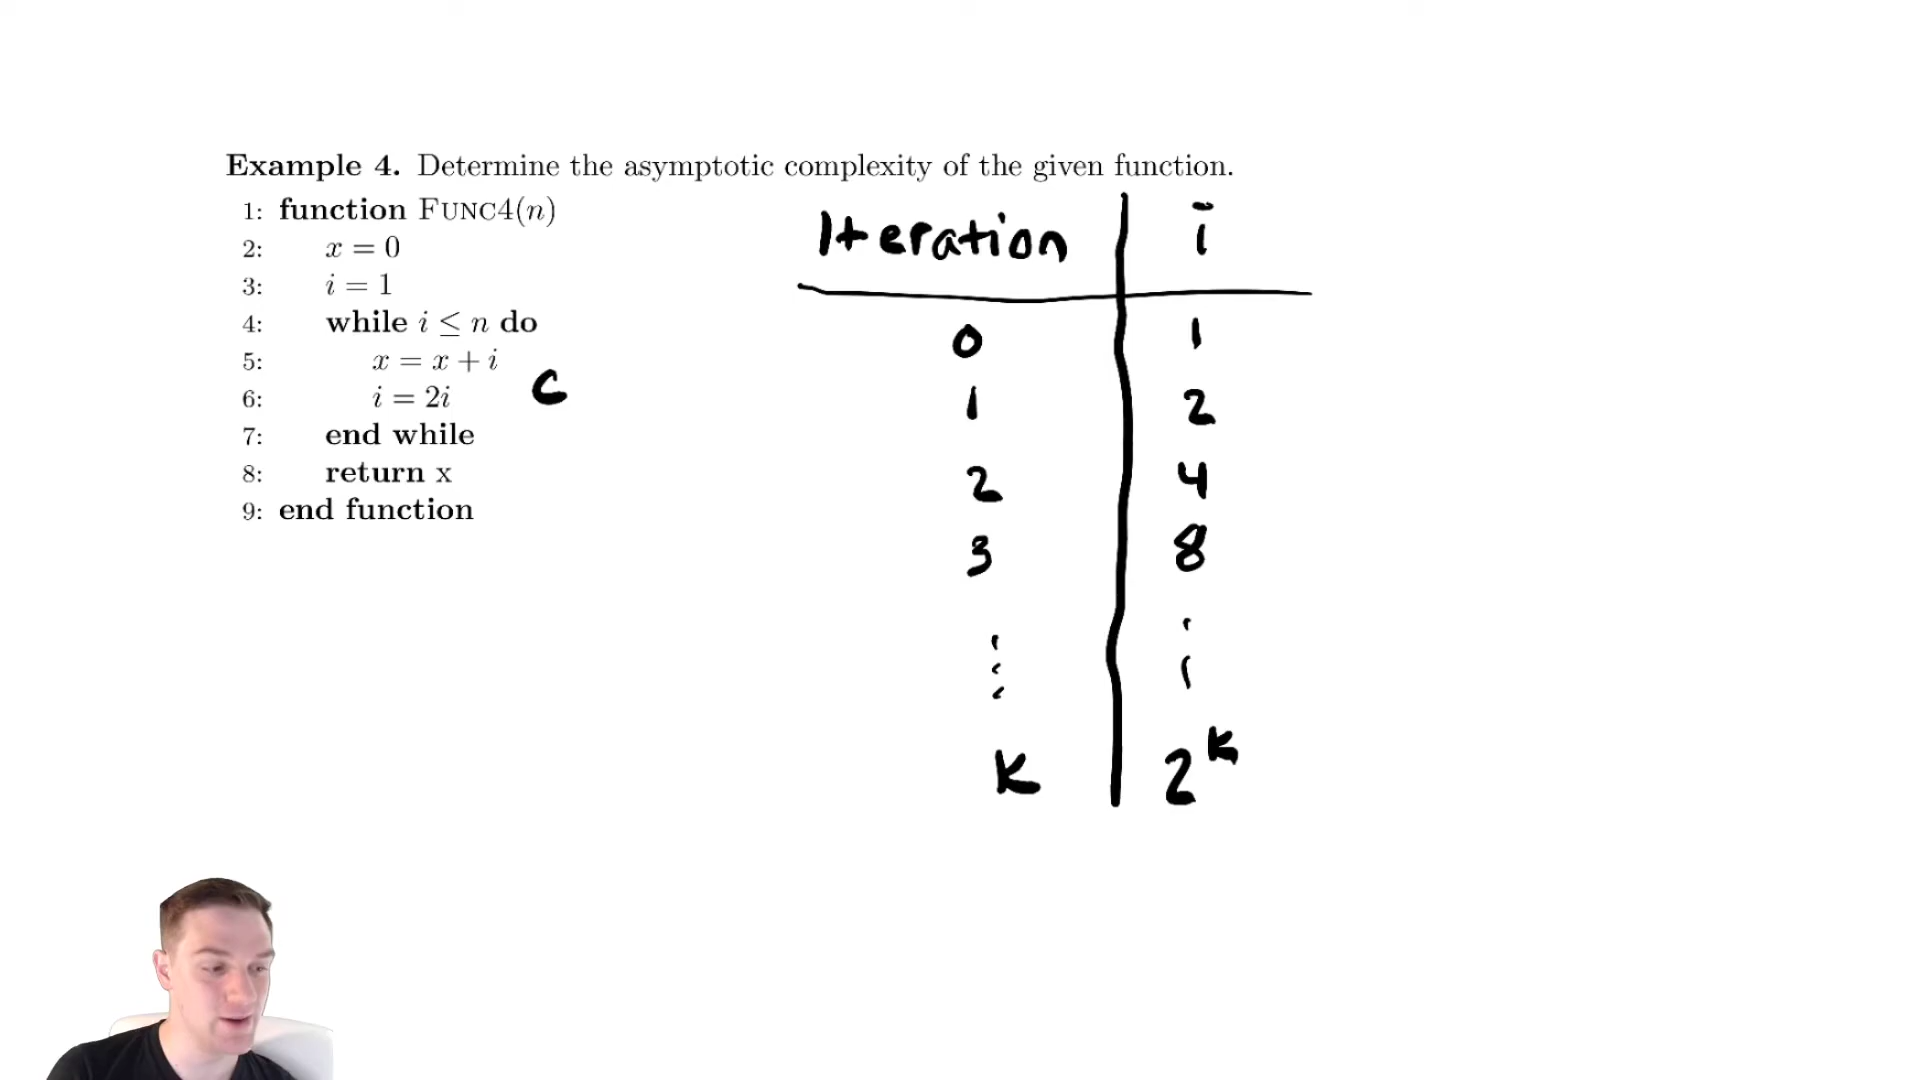 Example 4. Determine the asymptotic complexity of the given function.
1: function FUNC4(n)
2: x = 0
3: i = 1
4: while i ≤ n do
5: x = x + i
6: i = 2i
7: end while
8: return x
9: end function
C
Iteration i
0 1
1 2
2 4
3 8
⋮ ⋮
K 2^K